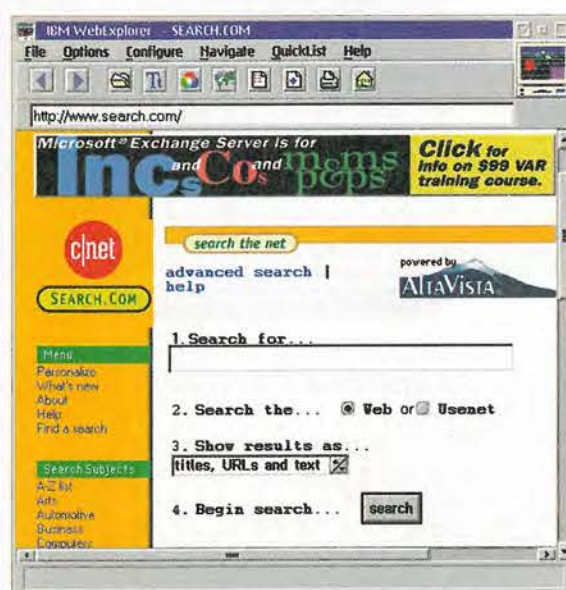 IBM WebExplorer - SEARCH.COM
File Options Configure Navigate QuickList Help
http://www.search.com/
Microsoft® Exchange Server is for
Incs and Cos and moms pops
Click for
info on $99 VAR
training course.
c|net
SEARCH.COM
search the net
advanced search |
help
powered by
ALTAVISTA
Menu
Personalize
What's new
About
Help
Find a search
Search Subjects
A-Z list
Arts
Automotive
Business
Computers
1. Search for...
2. Search the... Web or Usenet
3. Show results as...
titles, URLs and text
4. Begin search... search